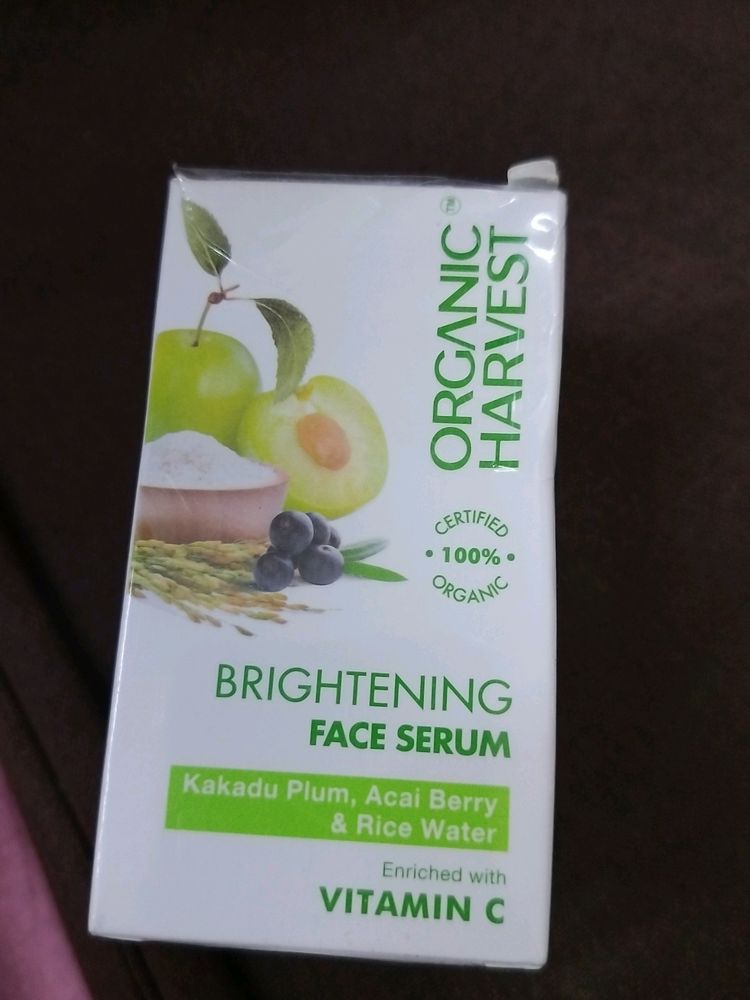 ORGANIC
HARVEST
TM
CERTIFIED
• 100% •
ORGANIC
BRIGHTENING
FACE SERUM
Kakadu Plum, Acai Berry
& Rice Water
Enriched with
VITAMIN C